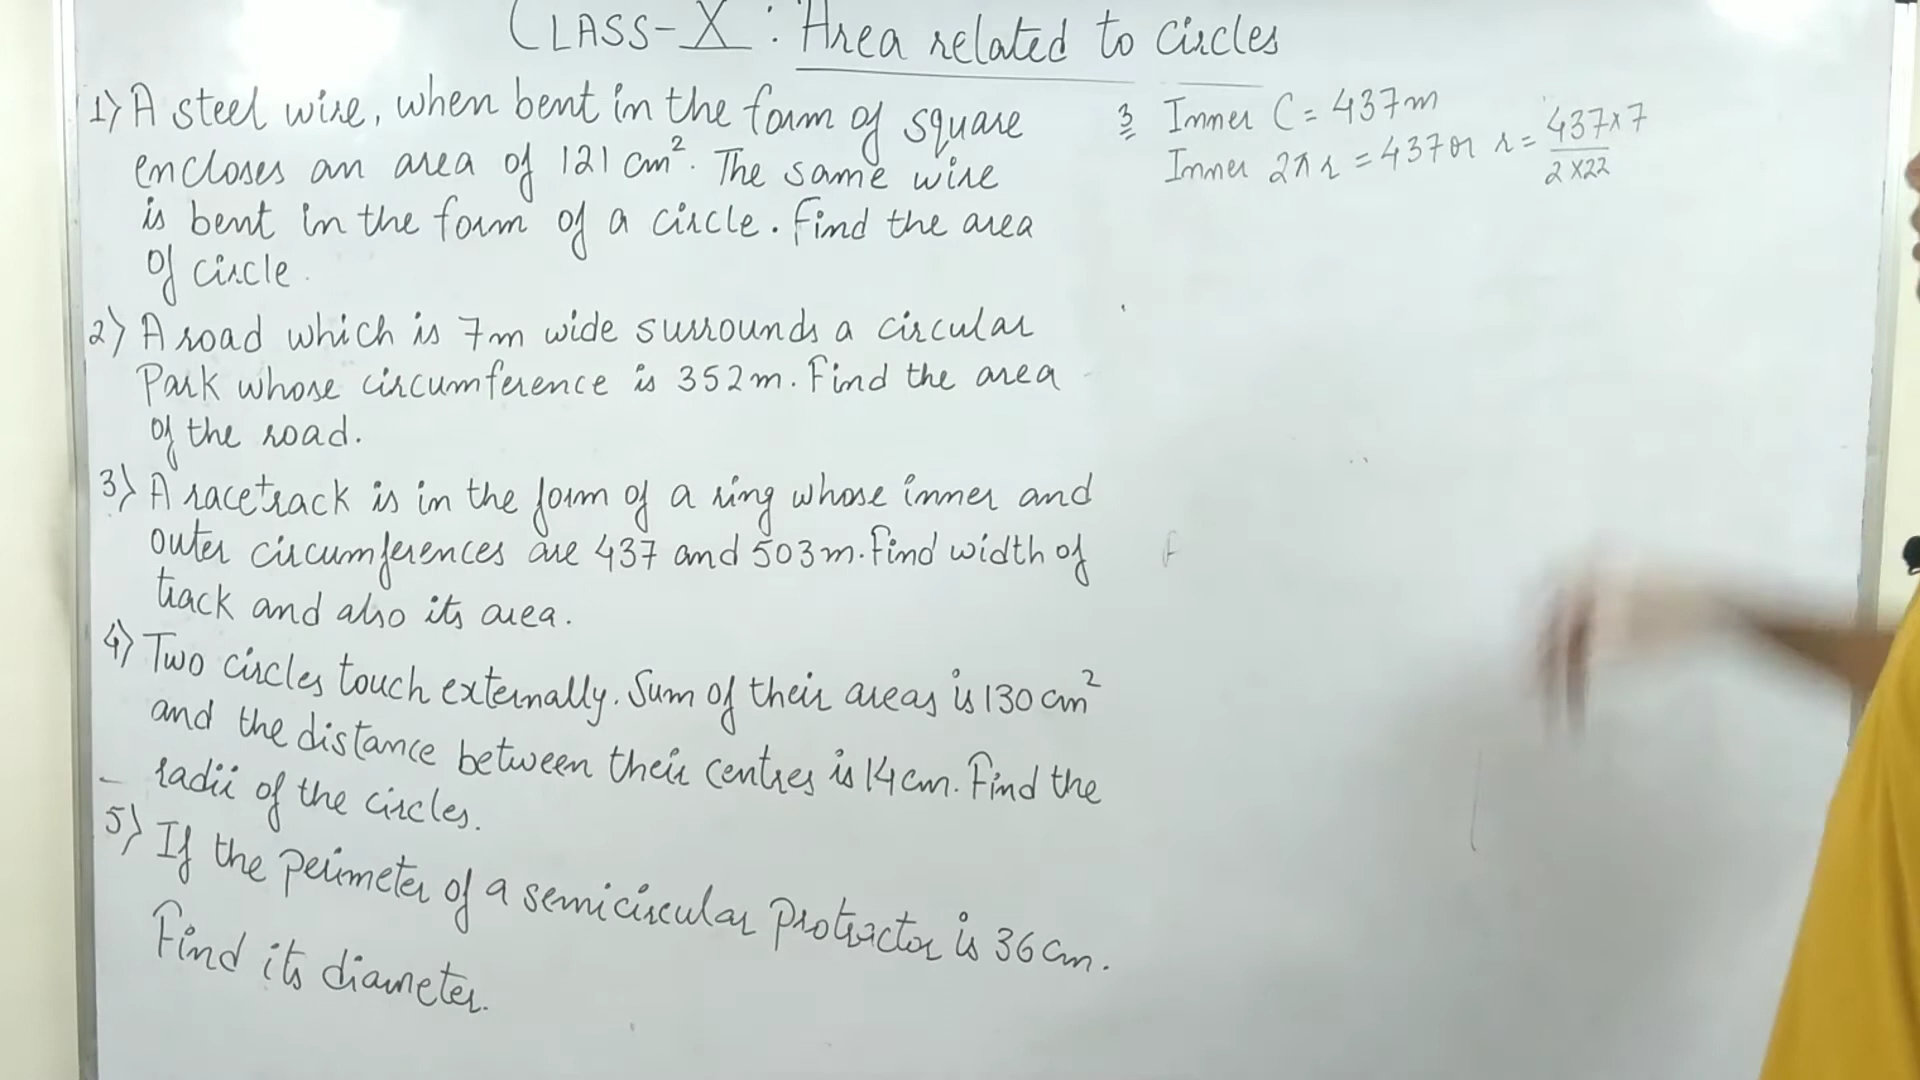 CLASS-X : Area related to circles
1) A steel wire, when bent in the form of square
encloses an area of 121 cm². The same wire
is bent in the form of a circle. Find the area
of circle.
2) A road which is 7m wide surrounds a circular
Park whose circumference is 352m. Find the area
of the road.
3) A racetrack is in the form of a ring whose inner and
outer circumferences are 437 and 503m. Find width of
track and also its area.
4) Two circles touch externally. Sum of their areas is 130 cm²
and the distance between their centres is 14cm. Find the
radii of the circles.
5) If the perimeter of a semicircular Protractor is 36cm.
Find its diameter.
3 Inner C = 437m
Inner 2πr = 437 or r = 437×7
2×22